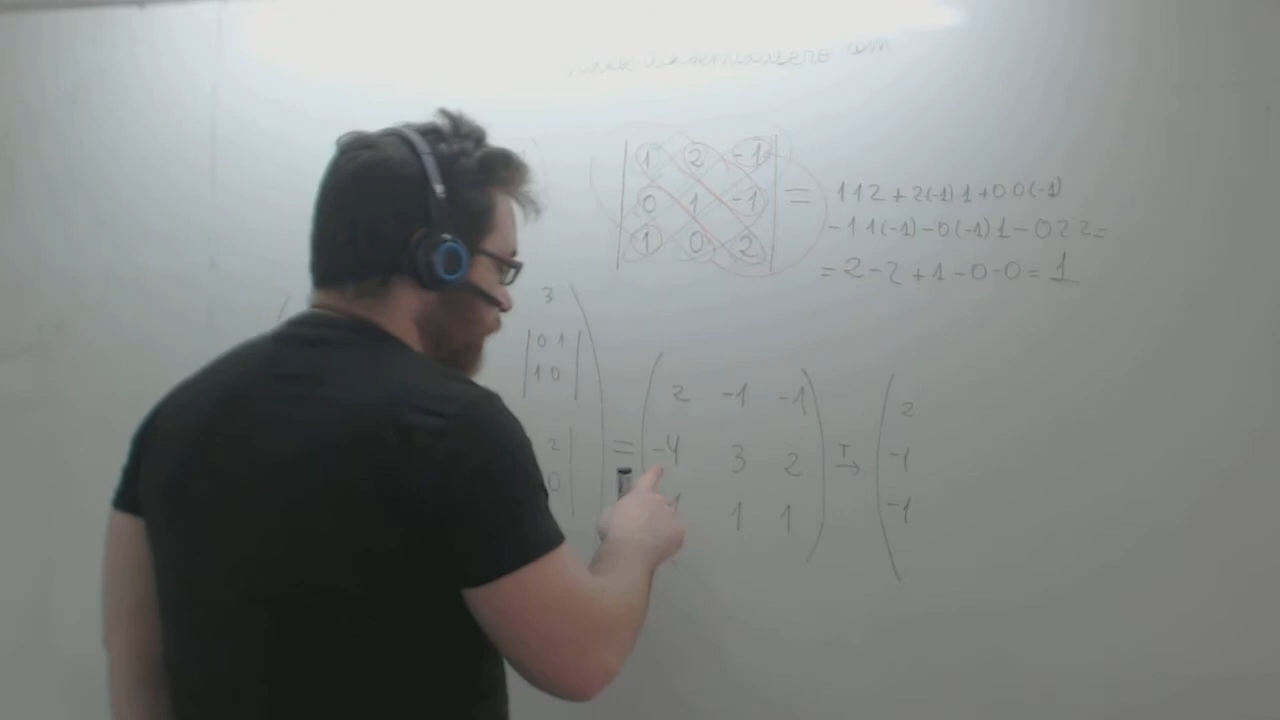 com
| 1 2 -1 |
| 0 1 -1 | =
| 1 0 2 |
1 1 2 + 2(-1) 1 + 0 0 (-1)
- 1 1 (-1) - 0 (-1) 1 - 0 2 2 =
= 2 - 2 + 1 - 0 - 0 = 1
3
| 0 1 |
| 1 0 |
2 |
0 |
= ( 2 -1 -1 )
-4 3 2
1 1 1
T →
( 2
-1
-1